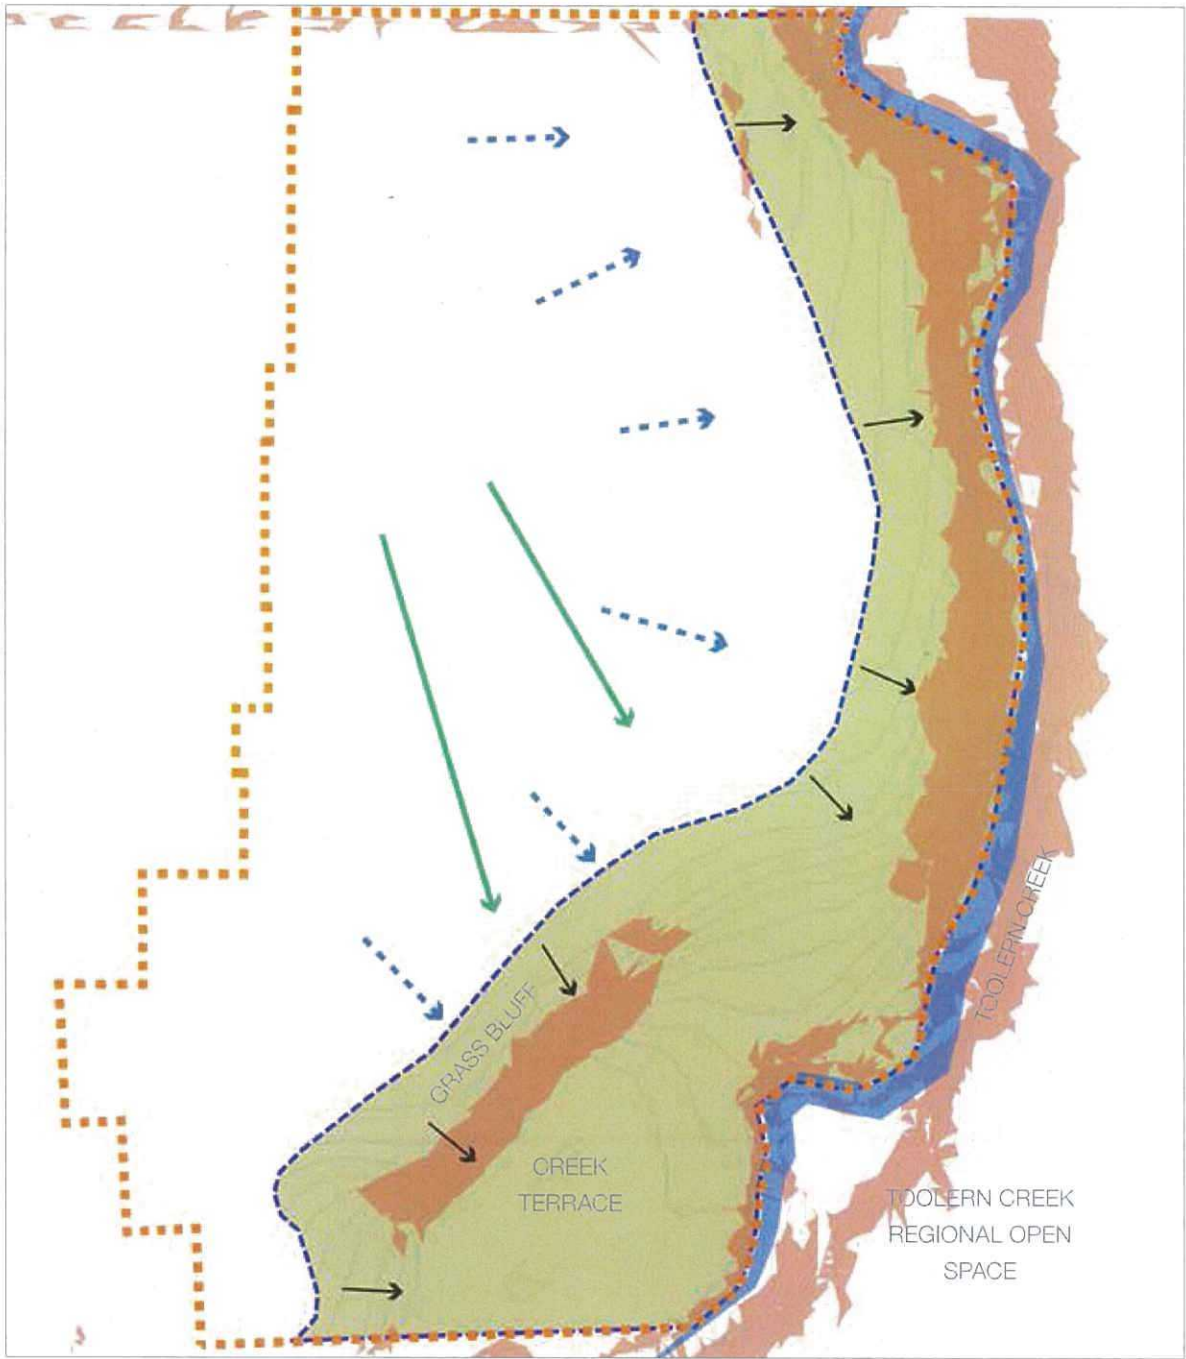 TOOLERN CREEK
GRASS BLUFF
CREEK
TERRACE
TOOLERN CREEK
REGIONAL OPEN
SPACE